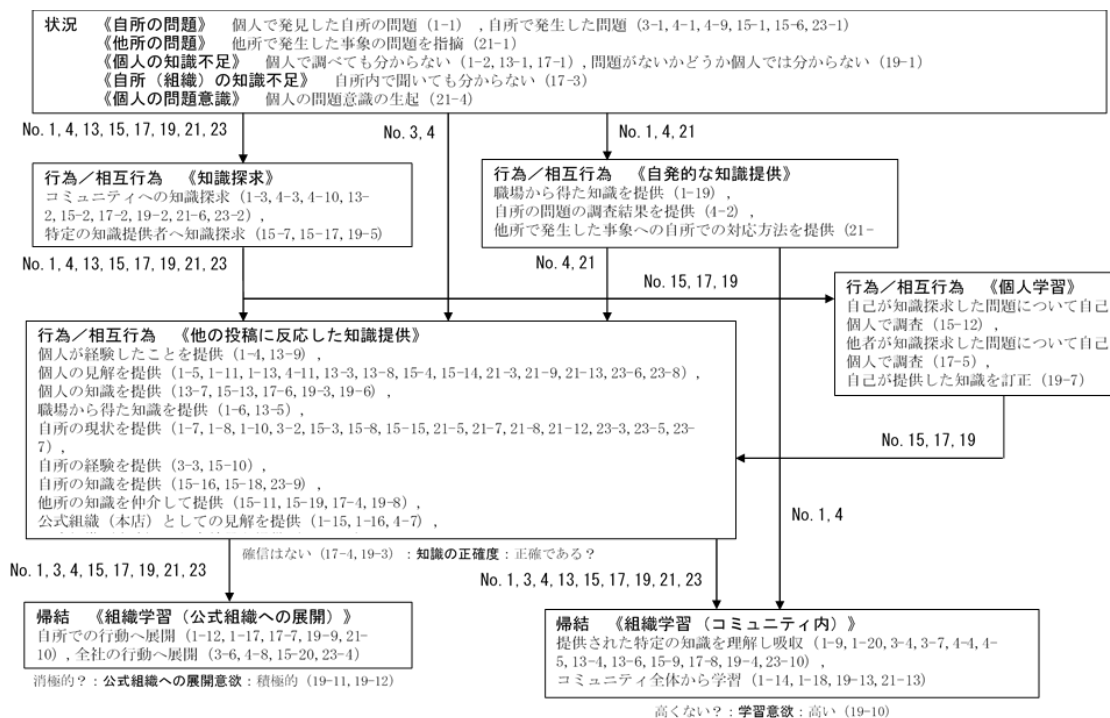 状況　《自所の問題》　個人で発見した自所の問題（1-1）,自所で発生した問題（3-1, 4-1, 4-9, 15-1, 15-6, 23-1）
《他所の問題》　他所で発生した事象の問題を指摘（21-1）
《個人の知識不足》　個人で調べても分からない（1-2, 13-1, 17-1）,問題がないかどうか個人では分からない（19-1）
《自所（組織）の知識不足》　自所内で聞いても分からない（17-3）
《個人の問題意識》　個人の問題意識の生起（21-4）
No. 1, 4, 13, 15, 17, 19, 21, 23
No. 3, 4
No. 1, 4, 21
行為／相互行為　《知識探求》
コミュニティへの知識探求（1-3, 4-3, 4-10, 13-
2, 15-2, 17-2, 19-2, 21-6, 23-2）,
特定の知識提供者へ知識探求（15-7, 15-17, 19-5）
行為／相互行為　《自発的な知識提供》
職場から得た知識を提供（1-19）,
自所の問題の調査結果を提供（4-2）,
他所で発生した事象への自所での対応方法を提供（21-
No. 1, 4, 13, 15, 17, 19, 21, 23
No. 4, 21
No. 15, 17, 19
行為／相互行為　《個人学習》
自己が知識探求した問題について自己
個人で調査（15-12）,
他者が知識探求した問題について自己
個人で調査（17-5）,
自己が提供した知識を訂正（19-7）
行為／相互行為　《他の投稿に反応した知識提供》
個人が経験したことを提供（1-4, 13-9）,
個人の見解を提供（1-5, 1-11, 1-13, 4-11, 13-3, 13-8, 15-4, 15-14, 21-3, 21-9, 21-13, 23-6, 23-8）,
個人の知識を提供（13-7, 15-13, 17-6, 19-3, 19-6）,
職場から得た知識を提供（1-6, 13-5）,
自所の現状を提供（1-7, 1-8, 1-10, 3-2, 15-3, 15-8, 15-15, 21-5, 21-7, 21-8, 21-12, 23-3, 23-5, 23-
7）,
自所の経験を提供（3-3, 15-10）,
自所の知識を提供（15-16, 15-18, 23-9）,
他所の知識を仲介して提供（15-11, 15-19, 17-4, 19-8）,
公式組織（本店）としての見解を提供（1-15, 1-16, 4-7）,
No. 15, 17, 19
No. 1, 4
確信はない（17-4, 19-3）：知識の正確度：正確である？
No. 1, 3, 4, 15, 17, 19, 21, 23
No. 1, 3, 4, 13, 15, 17, 19, 21, 23
帰結　《組織学習（公式組織への展開）》
自所での行動へ展開（1-12, 1-17, 17-7, 19-9, 21-
10）,全社の行動へ展開（3-6, 4-8, 15-20, 23-4）
消極的？：公式組織への展開意欲：積極的（19-11, 19-12）
帰結　《組織学習（コミュニティ内）》
提供された特定の知識を理解し吸収（1-9, 1-20, 3-4, 3-7, 4-4, 4-
5, 13-4, 13-6, 15-9, 17-8, 19-4, 23-10）,
コミュニティ全体から学習（1-14, 1-18, 19-13, 21-13）
高くない？：学習意欲：高い（19-10）